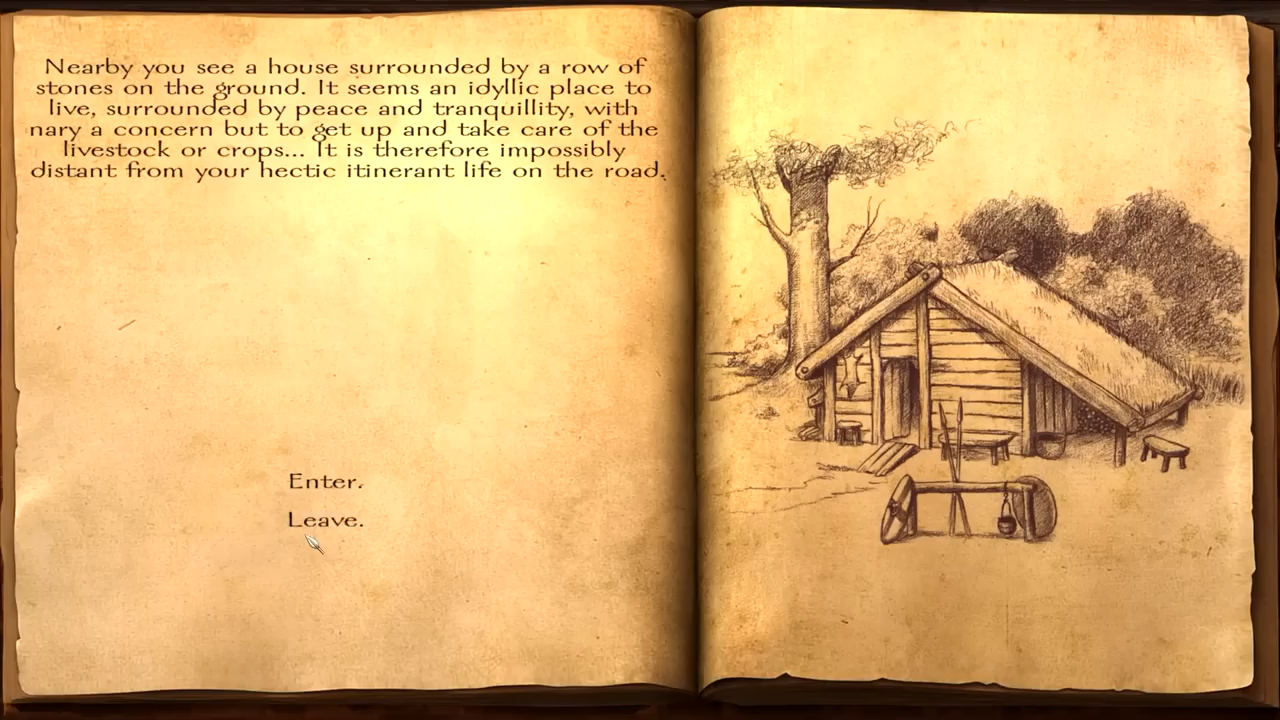 Nearby you see a house surrounded by a row of
stones on the ground. It seems an idyllic place to
live, surrounded by peace and tranquillity, with
nary a concern but to get up and take care of the
livestock or crops... It is therefore impossibly
distant from your hectic itinerant life on the road.
Enter.
Leave.